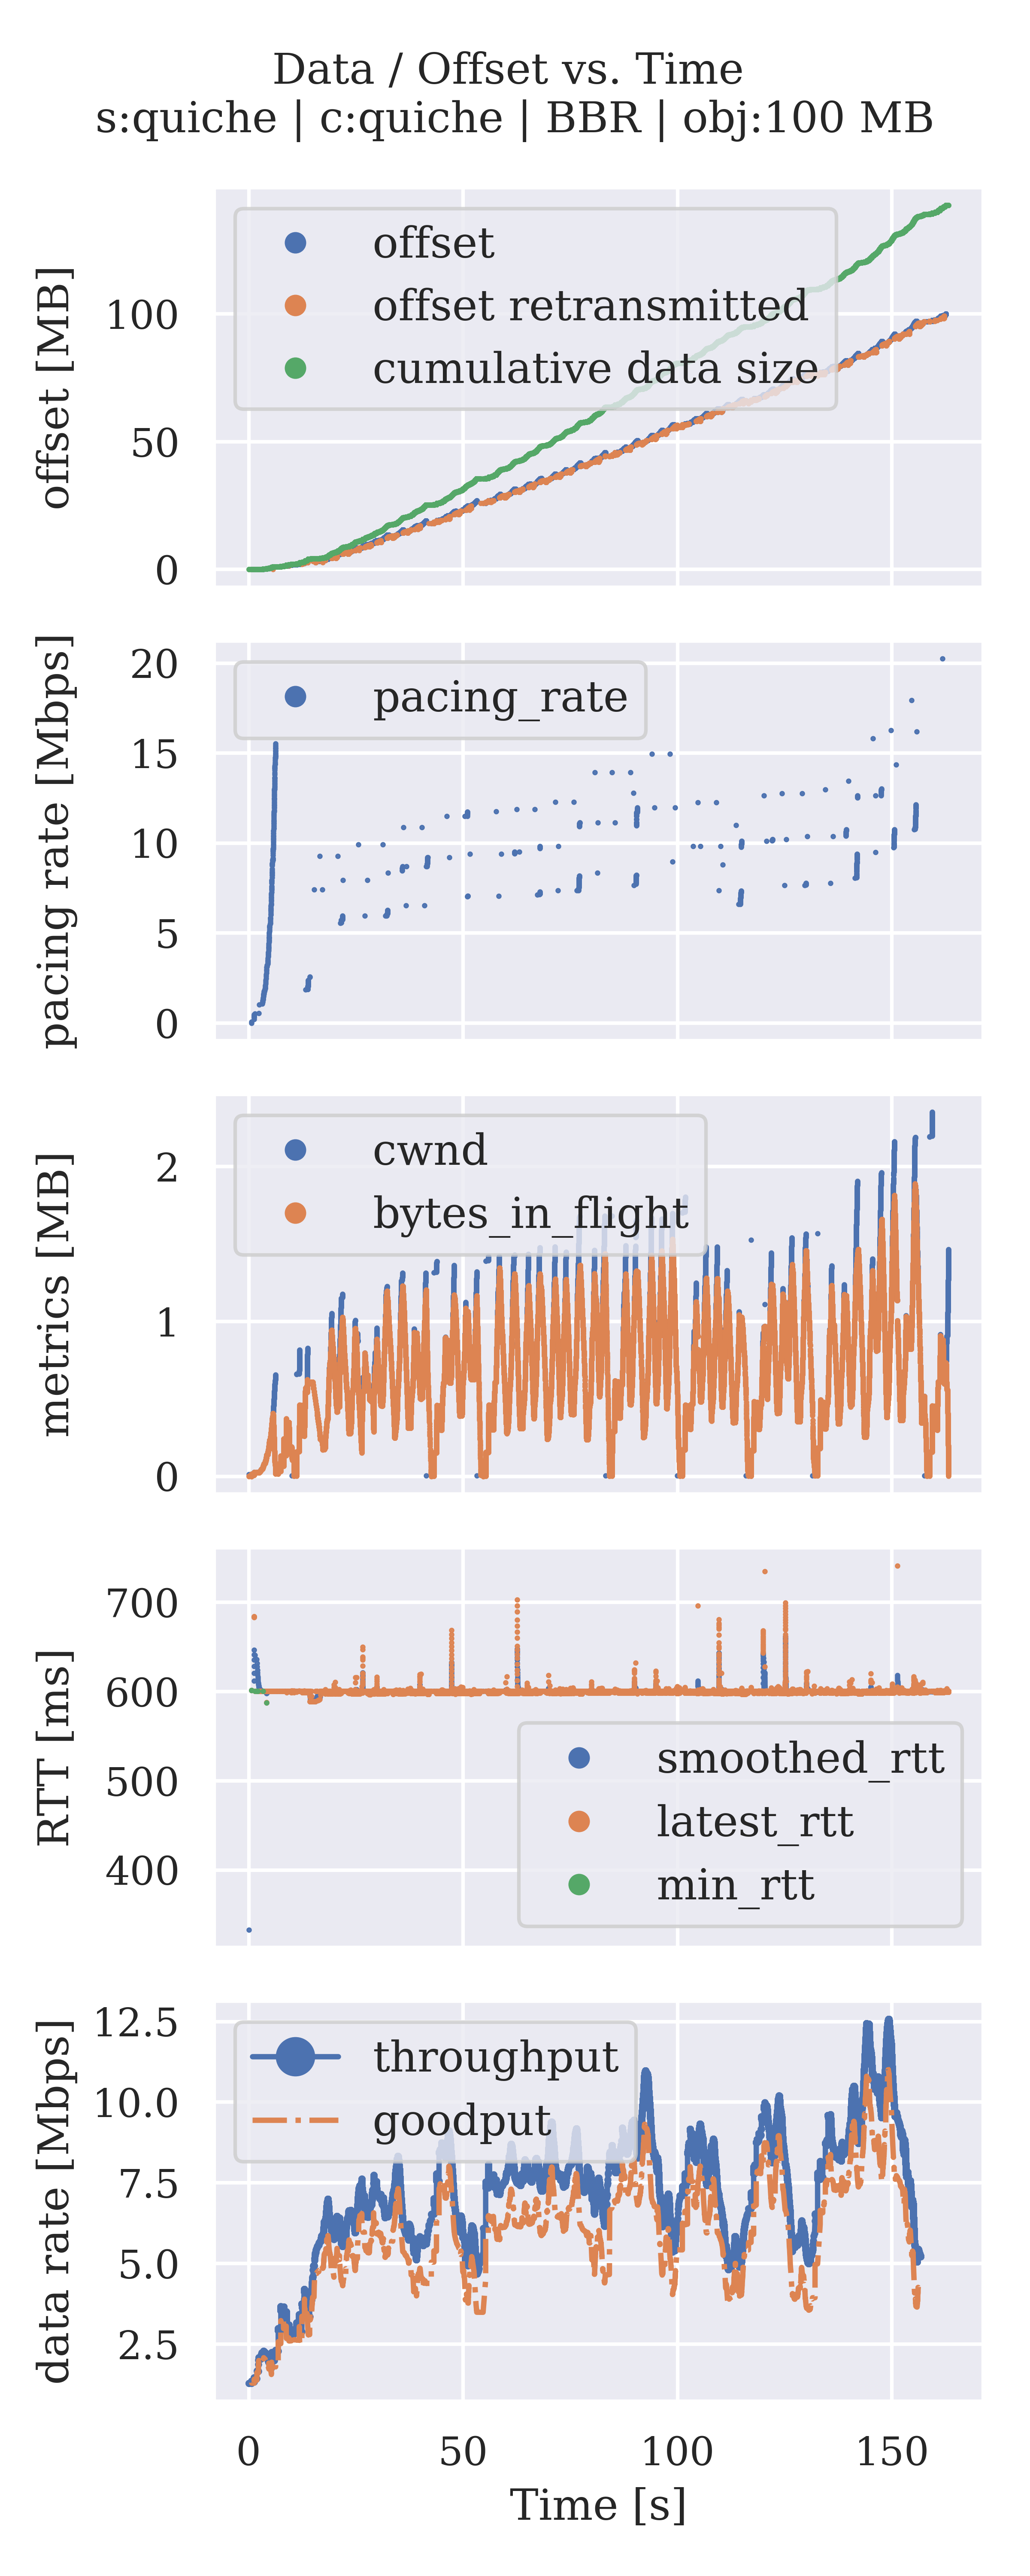 Data / Offset vs. Time
s:quiche | c:quiche | BBR | obj:100 MB
offset [MB]
100
50
0
offset
offset retransmitted
cumulative data size
pacing rate [Mbps]
20
15
10
5
0
pacing_rate
metrics [MB]
2
1
0
cwnd
bytes_in_flight
RTT [ms]
700
600
500
400
smoothed_rtt
latest_rtt
min_rtt
data rate [Mbps]
12.5
10.0
7.5
5.0
2.5
throughput
goodput
0 50 100 150
Time [s]